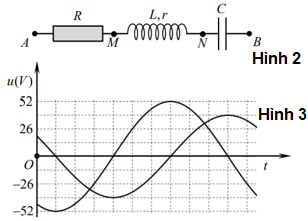 R L, r C
A M N B
Hình 2
u(V)
52
Hình 3
26
O t
−26
−52